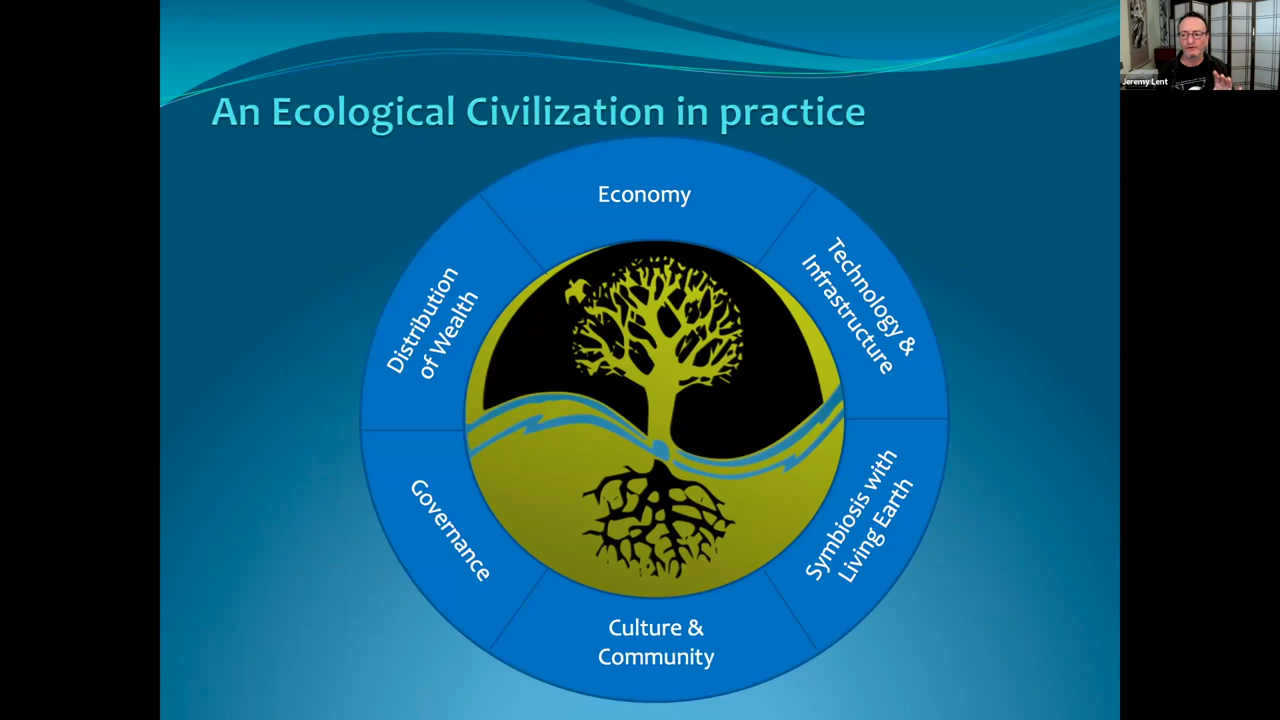 An Ecological Civilization in practice
Jeremy Lent
Economy
Technology &
Infrastructure
Symbiosis with
Living Earth
Culture &
Community
Governance
Distribution
of Wealth